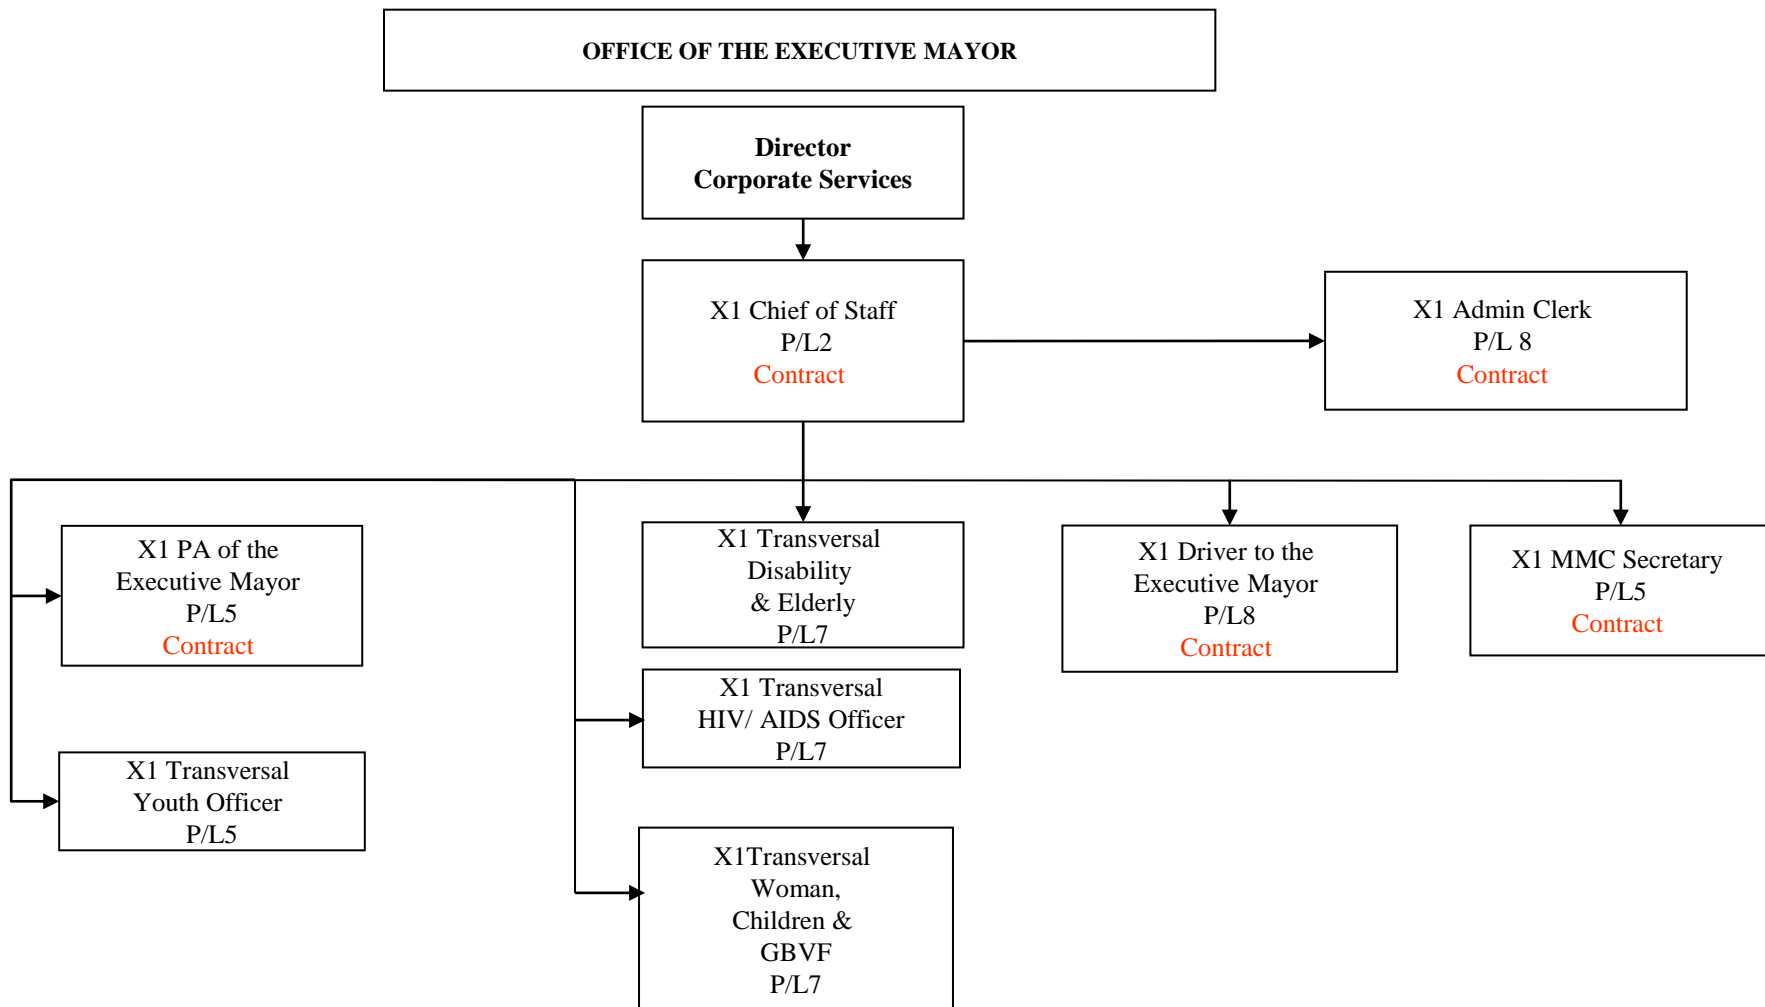 OFFICE OF THE EXECUTIVE MAYOR
Director
Corporate Services
X1 Chief of Staff
P/L2
Contract
X1 Admin Clerk
P/L 8
Contract
X1 PA of the
Executive Mayor
P/L5
Contract
X1 Transversal
Disability
& Elderly
P/L7
X1 Driver to the
Executive Mayor
P/L8
Contract
X1 MMC Secretary
P/L5
Contract
X1 Transversal
HIV/ AIDS Officer
P/L7
X1 Transversal
Youth Officer
P/L5
X1Transversal
Woman,
Children &
GBVF
P/L7